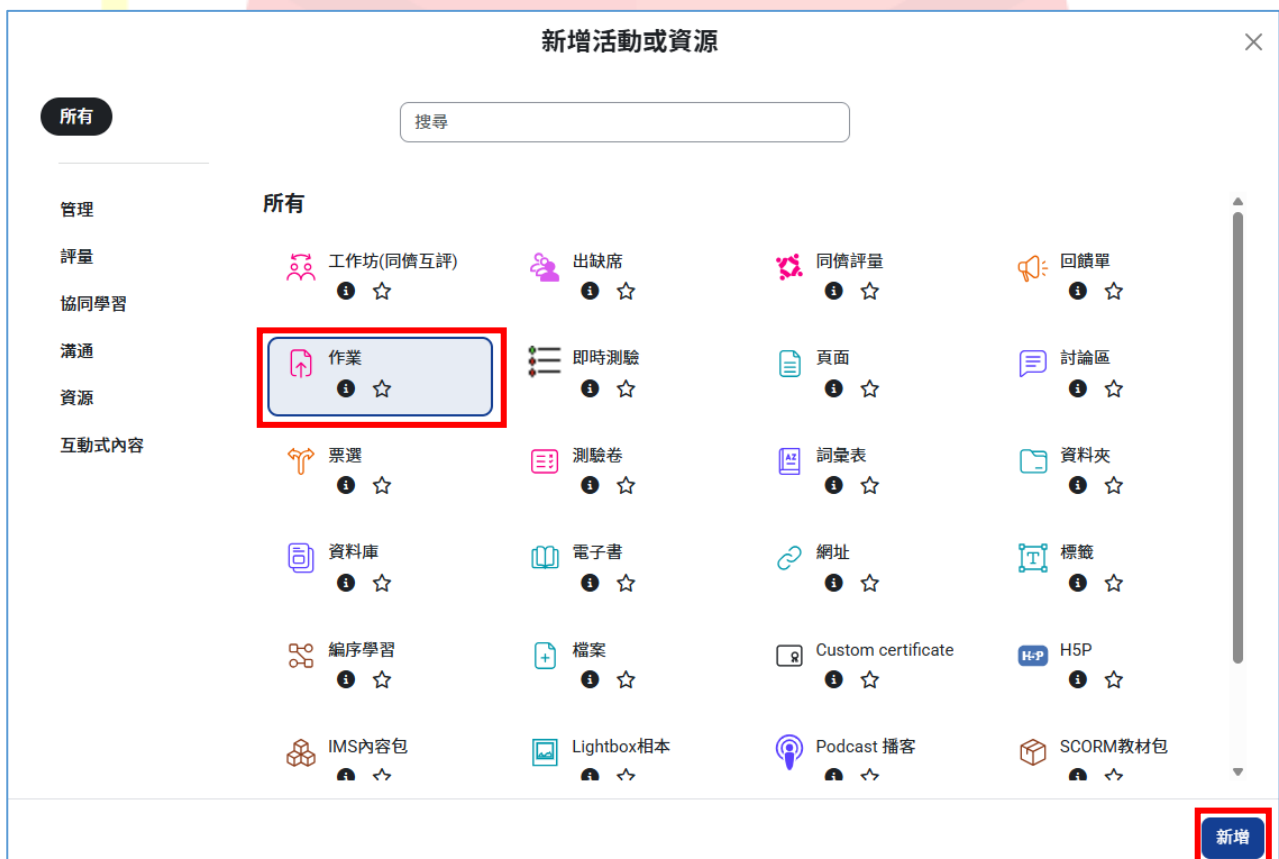 新增活動或資源
所有
搜尋
管理
評量
協同學習
溝通
資源
互動式內容
所有
工作坊(同儕互評)
出缺席
同儕評量
回饋單
作業
即時測驗
頁面
討論區
票選
測驗卷
詞彙表
資料夾
資料庫
電子書
網址
標籤
編序學習
檔案
Custom certificate
H5P
IMS內容包
Lightbox相本
Podcast 播客
SCORM教材包
新增